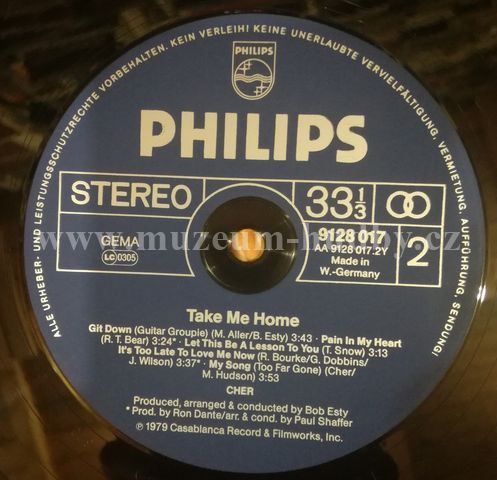 ALLE URHEBER- UND LEISTUNGSSCHUTZRECHTE VORBEHALTEN. KEIN VERLEIH! KEINE UNERLAUBTE VERVIELFÄLTIGUNG, VERMIETUNG, AUFFÜHRUNG, SENDUNG!
PHILIPS
PHILIPS
STEREO
33 1/3
GEMA
LC 0305
9128 017
AA 9128 017.2Y
Made in
W.-Germany
2
www.muzeum-hudby.cz
Take Me Home
Git Down (Guitar Groupie) (M. Aller/B. Esty) 3:43 · Pain In My Heart
(R. T. Bear) 3:24* · Let This Be A Lesson To You (T. Snow) 3:13
It's Too Late To Love Me Now (R. Bourke/G. Dobbins/
J. Wilson) 3:37* · My Song (Too Far Gone) (Cher/
M. Hudson) 3:53
CHER
Produced, arranged & conducted by Bob Esty
* Prod. by Ron Dante/arr. & cond. by Paul Shaffer
℗ 1979 Casablanca Record & Filmworks, Inc.